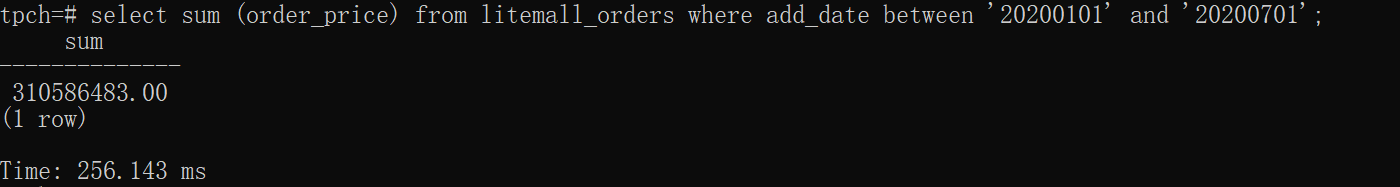 tpch=# select sum (order_price) from litemall_orders where add_date between '20200101' and '20200701';
sum
--------------
310586483.00
(1 row)
Time: 256.143 ms